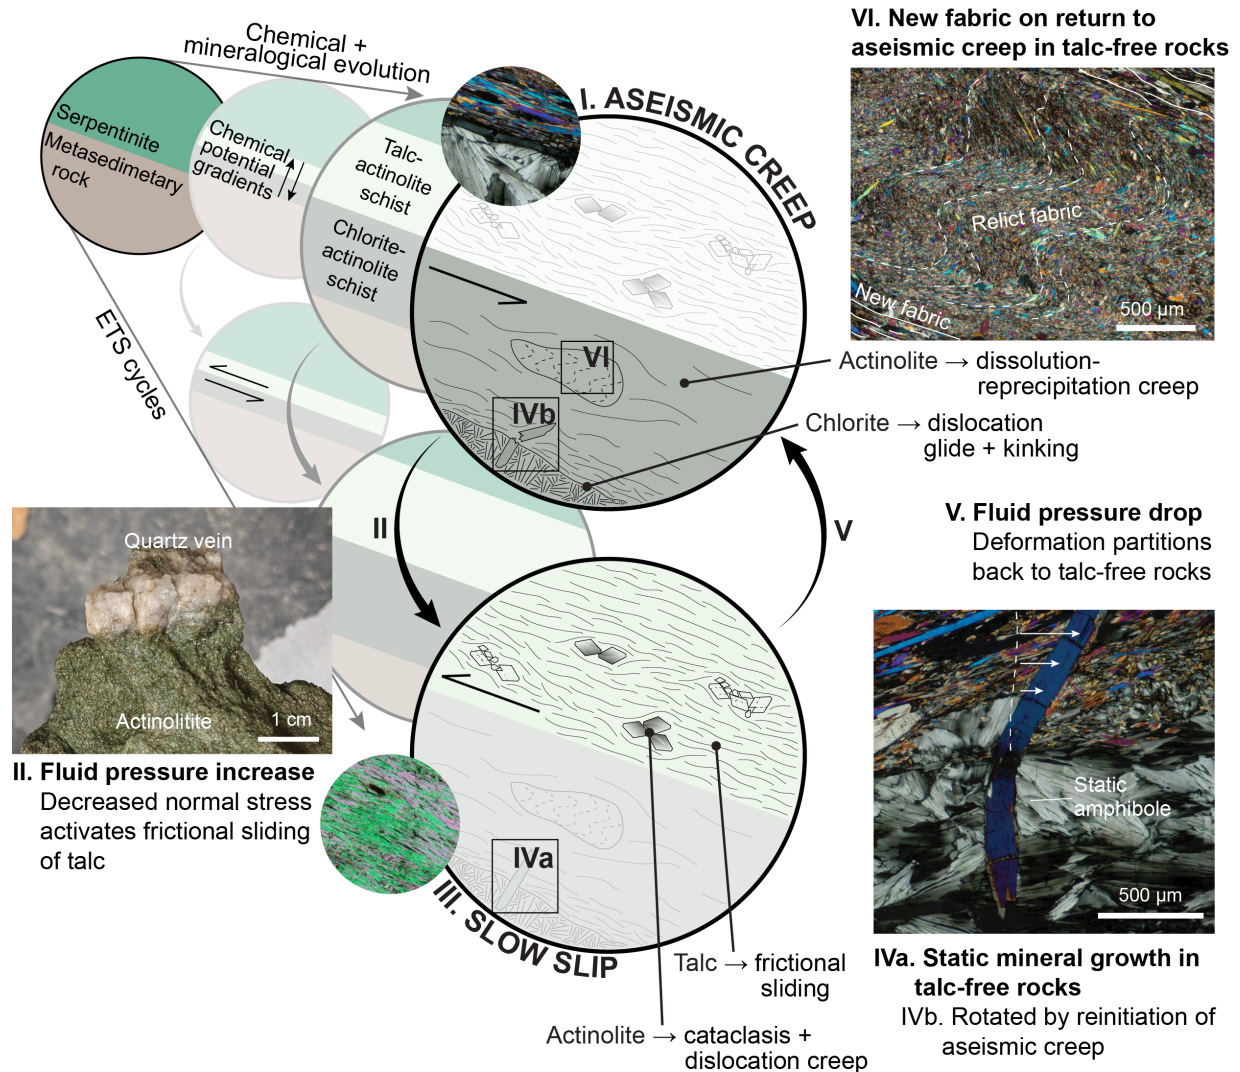 Chemical +
mineralogical evolution
Serpentinite
Metasedimetary
rock
Chemical
potential
gradients
Talc-
actinolite
schist
Chlorite-
actinolite
schist
ETS cycles
I. ASEISMIC CREEP
VI
IVb
II
V
IVa
III. SLOW SLIP
VI. New fabric on return to
aseismic creep in talc-free rocks
Relict fabric
New fabric
500 µm
Actinolite → dissolution-
reprecipitation creep
Chlorite → dislocation
glide + kinking
V. Fluid pressure drop
Deformation partitions
back to talc-free rocks
Quartz vein
Actinolitite
1 cm
II. Fluid pressure increase
Decreased normal stress
activates frictional sliding
of talc
Static
amphibole
500 µm
IVa. Static mineral growth in
talc-free rocks
IVb. Rotated by reinitiation of
aseismic creep
Talc → frictional
sliding
Actinolite → cataclasis +
dislocation creep